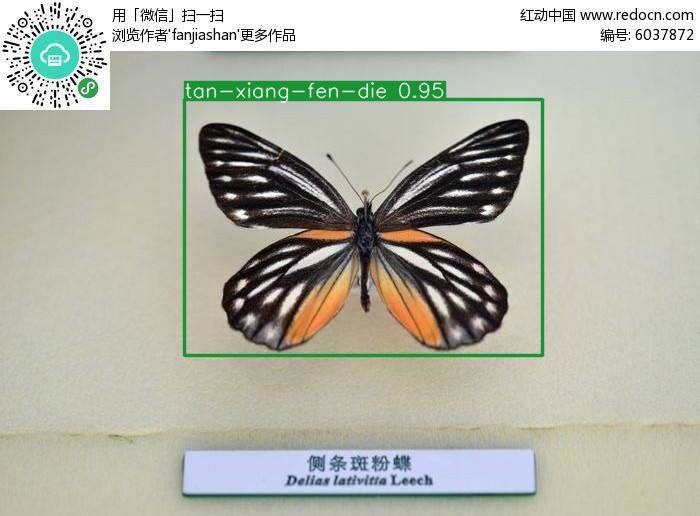 用「微信」扫一扫
浏览作者'fanjiashan'更多作品
红动中国 www.redocn.com
编号: 6037872
tan-xiang-fen-die 0.95
侧条斑粉蝶
Delias lativitta Leech